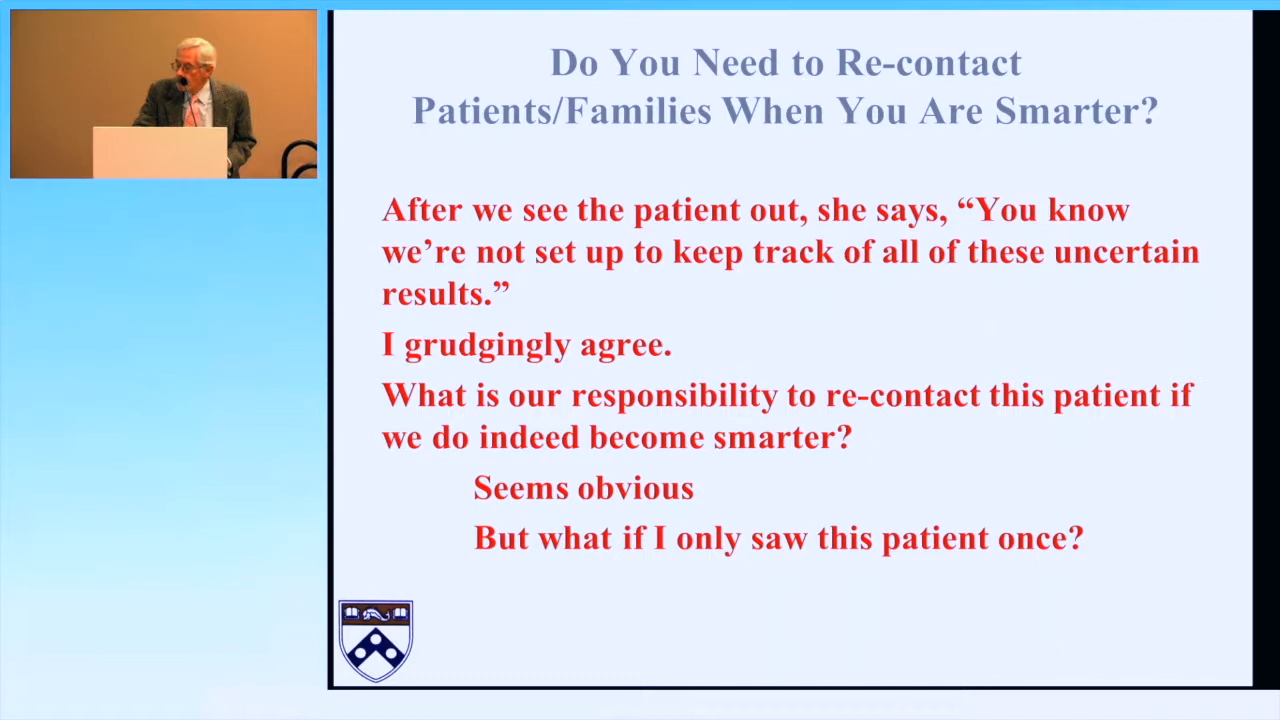 Do You Need to Re-contact
Patients/Families When You Are Smarter?
After we see the patient out, she says, “You know
we’re not set up to keep track of all of these uncertain
results.”
I grudgingly agree.
What is our responsibility to re-contact this patient if
we do indeed become smarter?
Seems obvious
But what if I only saw this patient once?